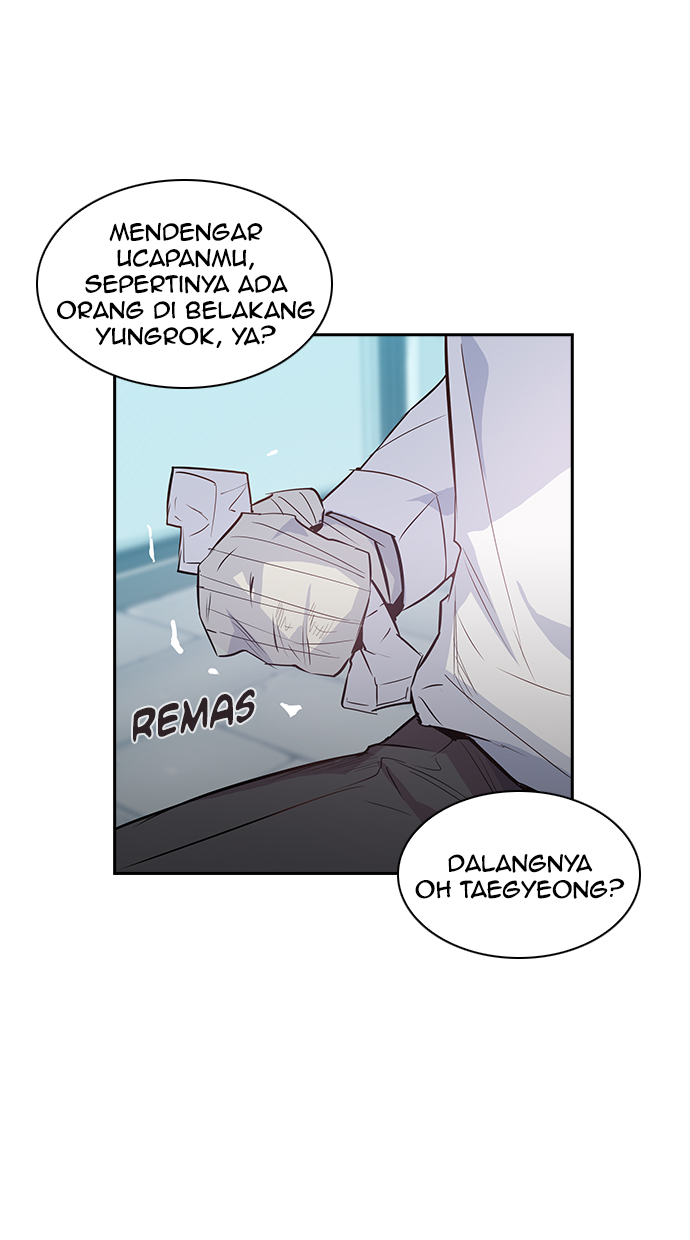 MENDENGAR
UCAPANMU,
SEPERTINYA ADA
ORANG DI BELAKANG
YUNGROK, YA?
REMAS
DALANGNYA
OH TAEGYEONG?